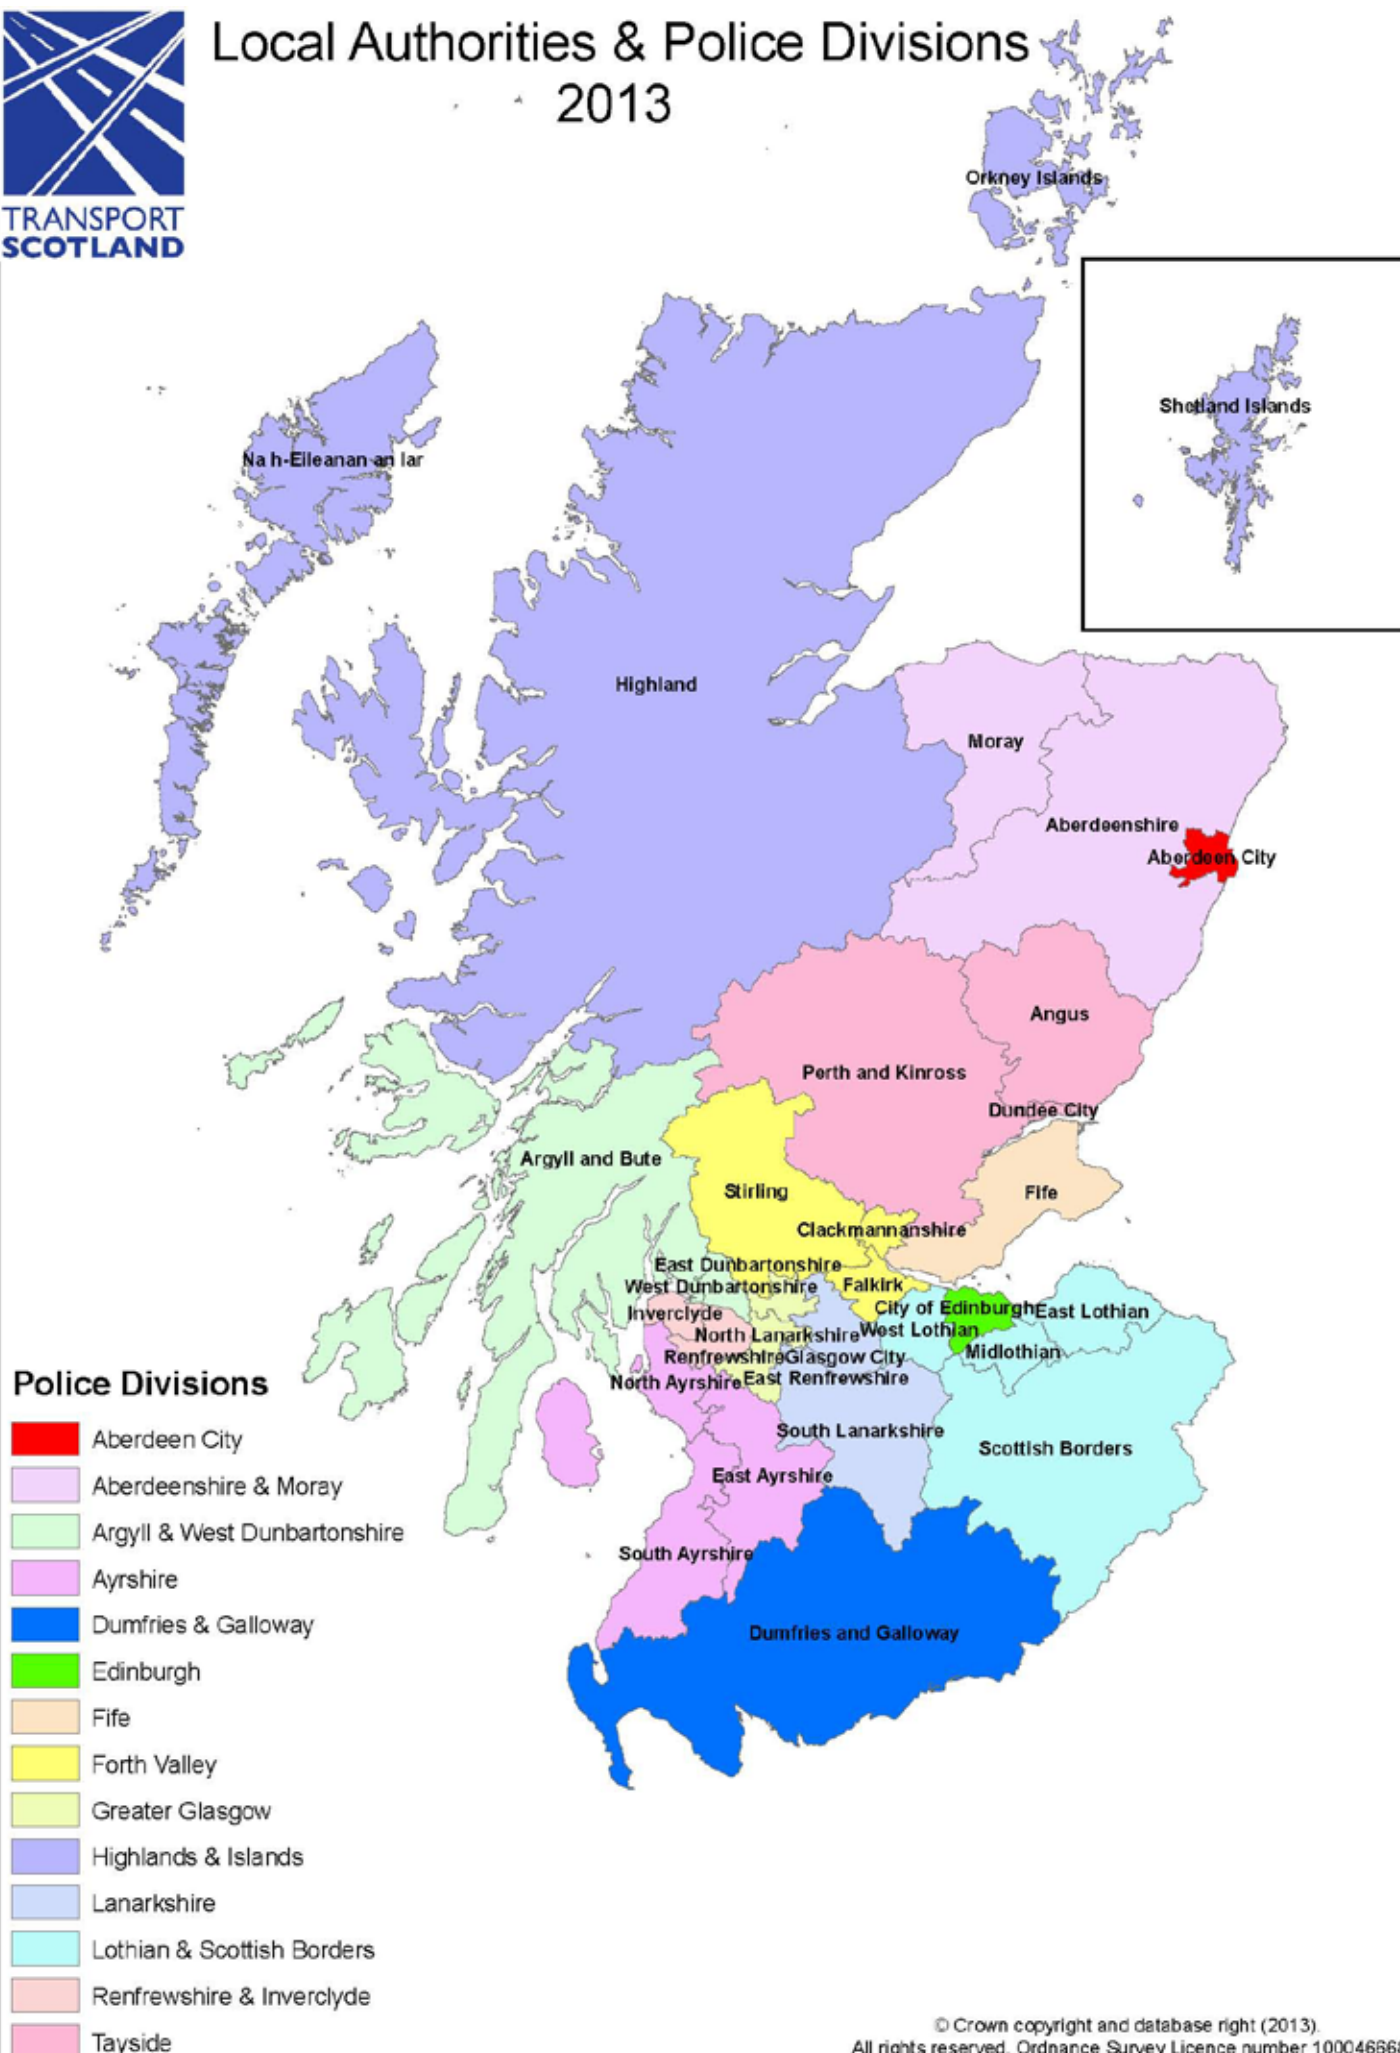 Local Authorities & Police Divisions
2013
TRANSPORT
SCOTLAND
Orkney Islands
Shetland Islands
Na h-Eileanan an Iar
Highland
Moray
Aberdeenshire
Aberdeen City
Angus
Perth and Kinross
Dundee City
Argyll and Bute
Stirling
Fife
Clackmannanshire
East Dunbartonshire
West Dunbartonshire
Falkirk
Inverclyde
City of Edinburgh
East Lothian
North Lanarkshire
West Lothian
Midlothian
Renfrewshire
Glasgow City
North Ayrshire
East Renfrewshire
South Lanarkshire
Scottish Borders
East Ayrshire
South Ayrshire
Dumfries and Galloway
Police Divisions
Aberdeen City
Aberdeenshire & Moray
Argyll & West Dunbartonshire
Ayrshire
Dumfries & Galloway
Edinburgh
Fife
Forth Valley
Greater Glasgow
Highlands & Islands
Lanarkshire
Lothian & Scottish Borders
Renfrewshire & Inverclyde
Tayside
© Crown copyright and database right (2013).
All rights reserved. Ordnance Survey Licence number